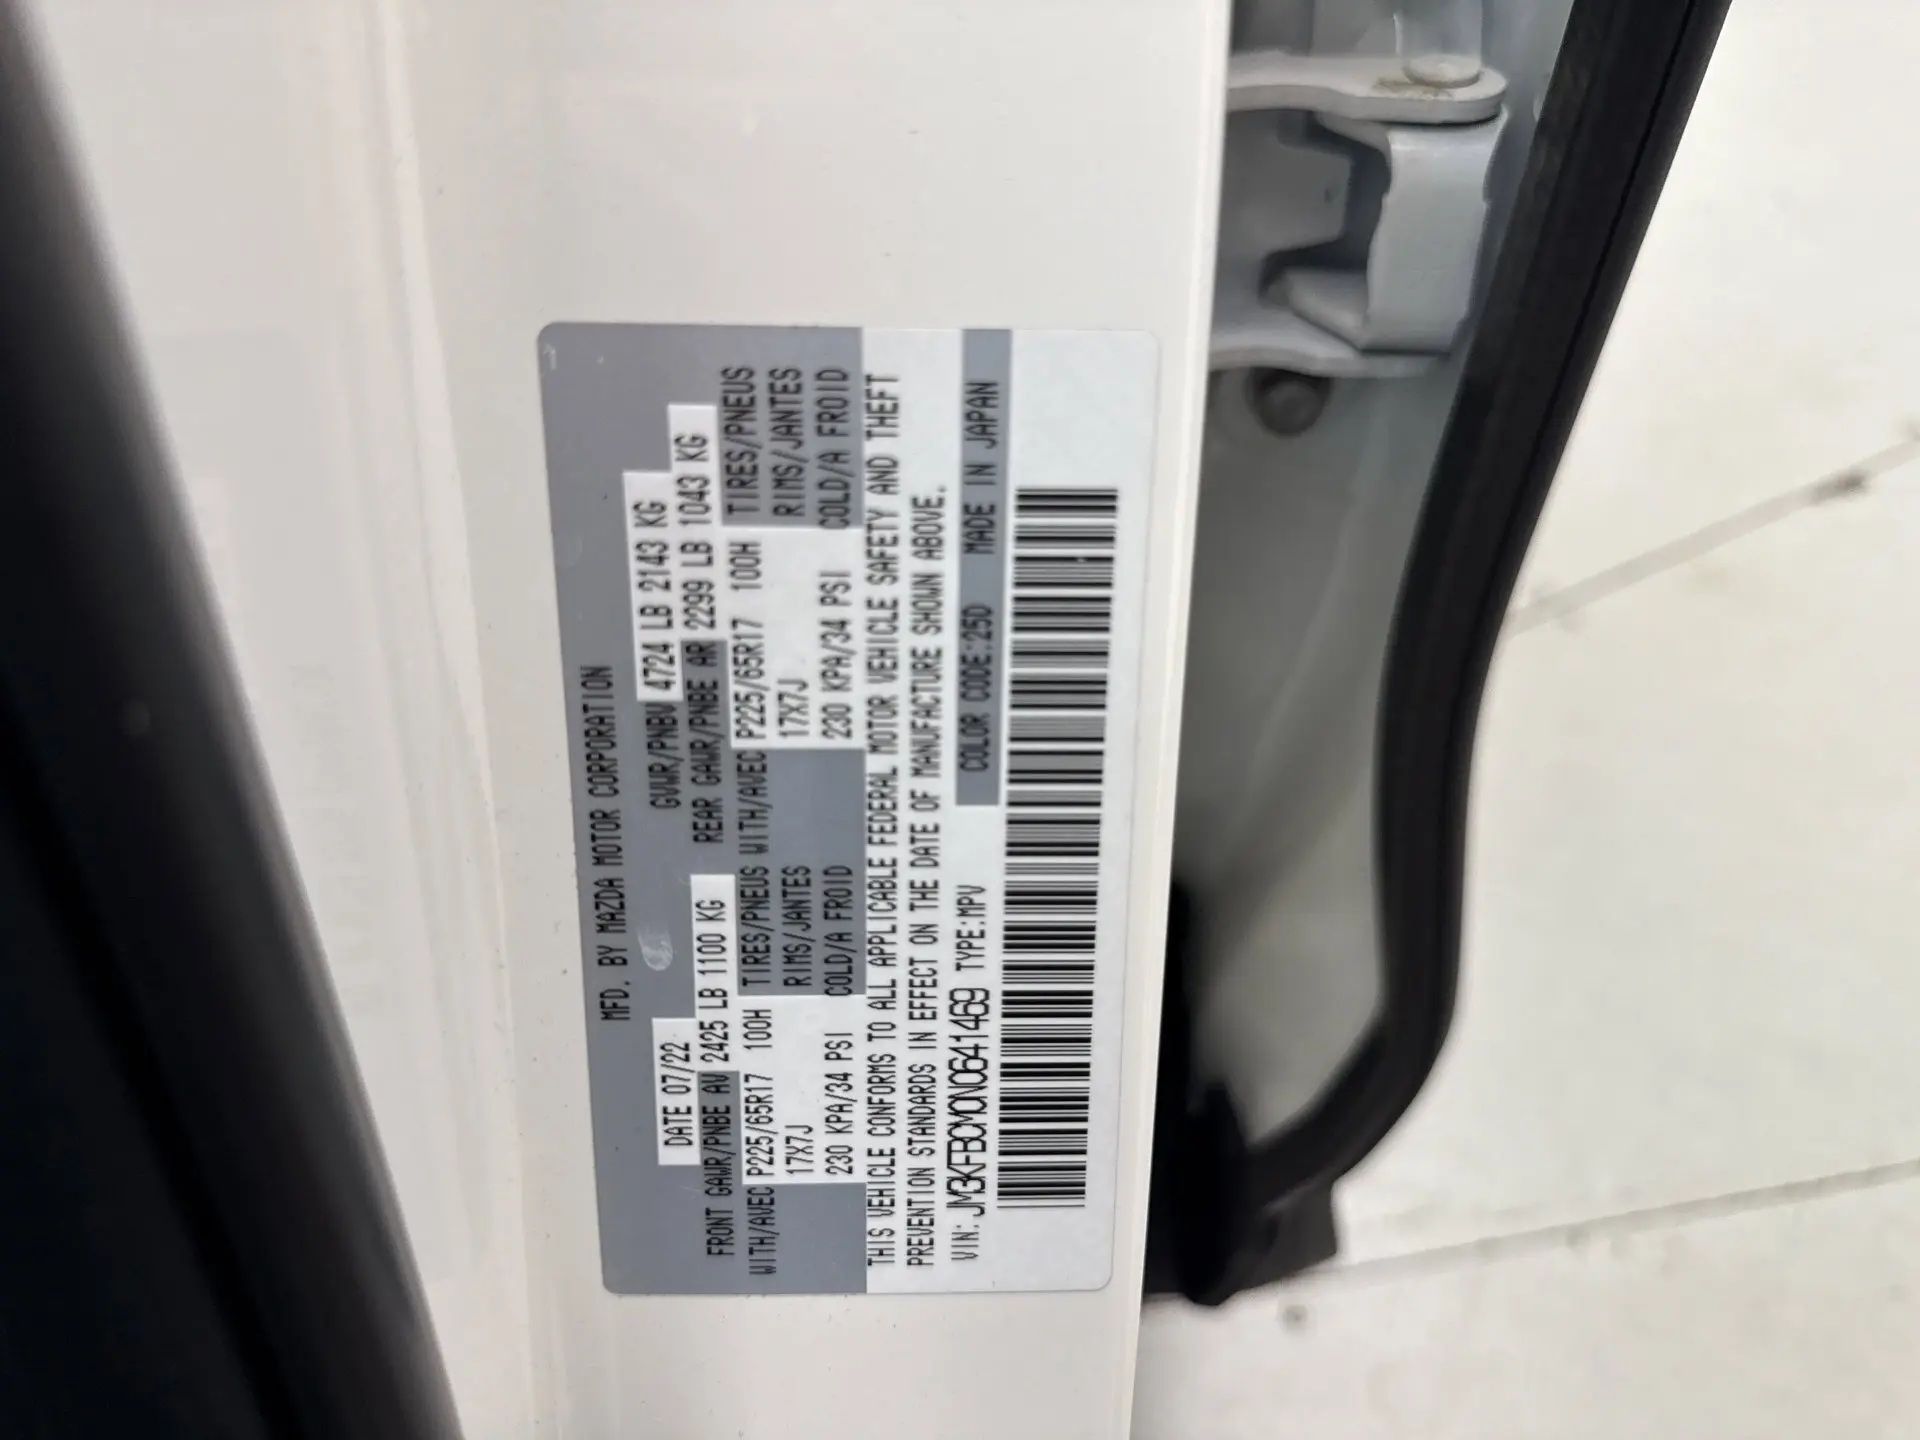 MFD. BY MAZDA MOTOR CORPORATION
DATE 07/22 GVWR/PNBV 4724 LB 2143 KG
FRONT GAWR/PNBE AV 2425 LB 1100 KG REAR GAWR/PNBE AR 2299 LB 1043 KG
WITH/AVEC P225/65R17 100H TIRES/PNEUS WITH/AVEC P225/65R17 100H TIRES/PNEUS
17X7J RIMS/JANTES 17X7J RIMS/JANTES
230 KPA/34 PSI COLD/A FROID 230 KPA/34 PSI COLD/A FROID
THIS VEHICLE CONFORMS TO ALL APPLICABLE FEDERAL MOTOR VEHICLE SAFETY AND THEFT
PREVENTION STANDARDS IN EFFECT ON THE DATE OF MANUFACTURE SHOWN ABOVE.
VIN: JM3KFBCM0N0641469 TYPE:MPV COLOR CODE:25D MADE IN JAPAN